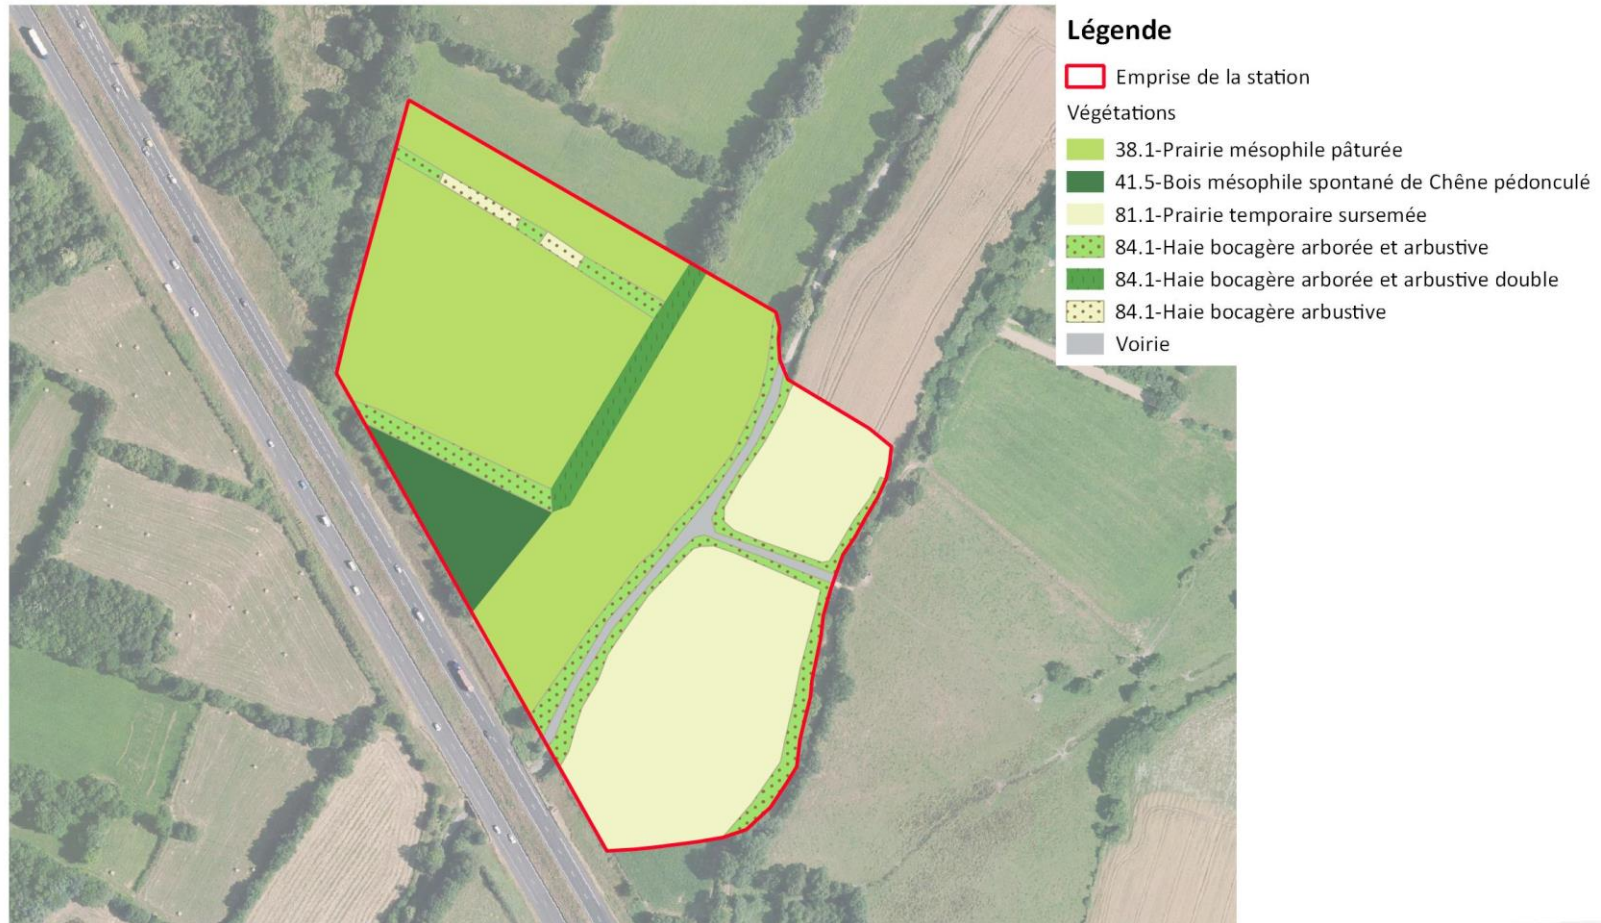 Légende
Emprise de la station
Végétations
38.1-Prairie mésophile pâturée
41.5-Bois mésophile spontané de Chêne pédonculé
81.1-Prairie temporaire sursemée
84.1-Haie bocagère arborée et arbustive
84.1-Haie bocagère arborée et arbustive double
84.1-Haie bocagère arbustive
Voirie